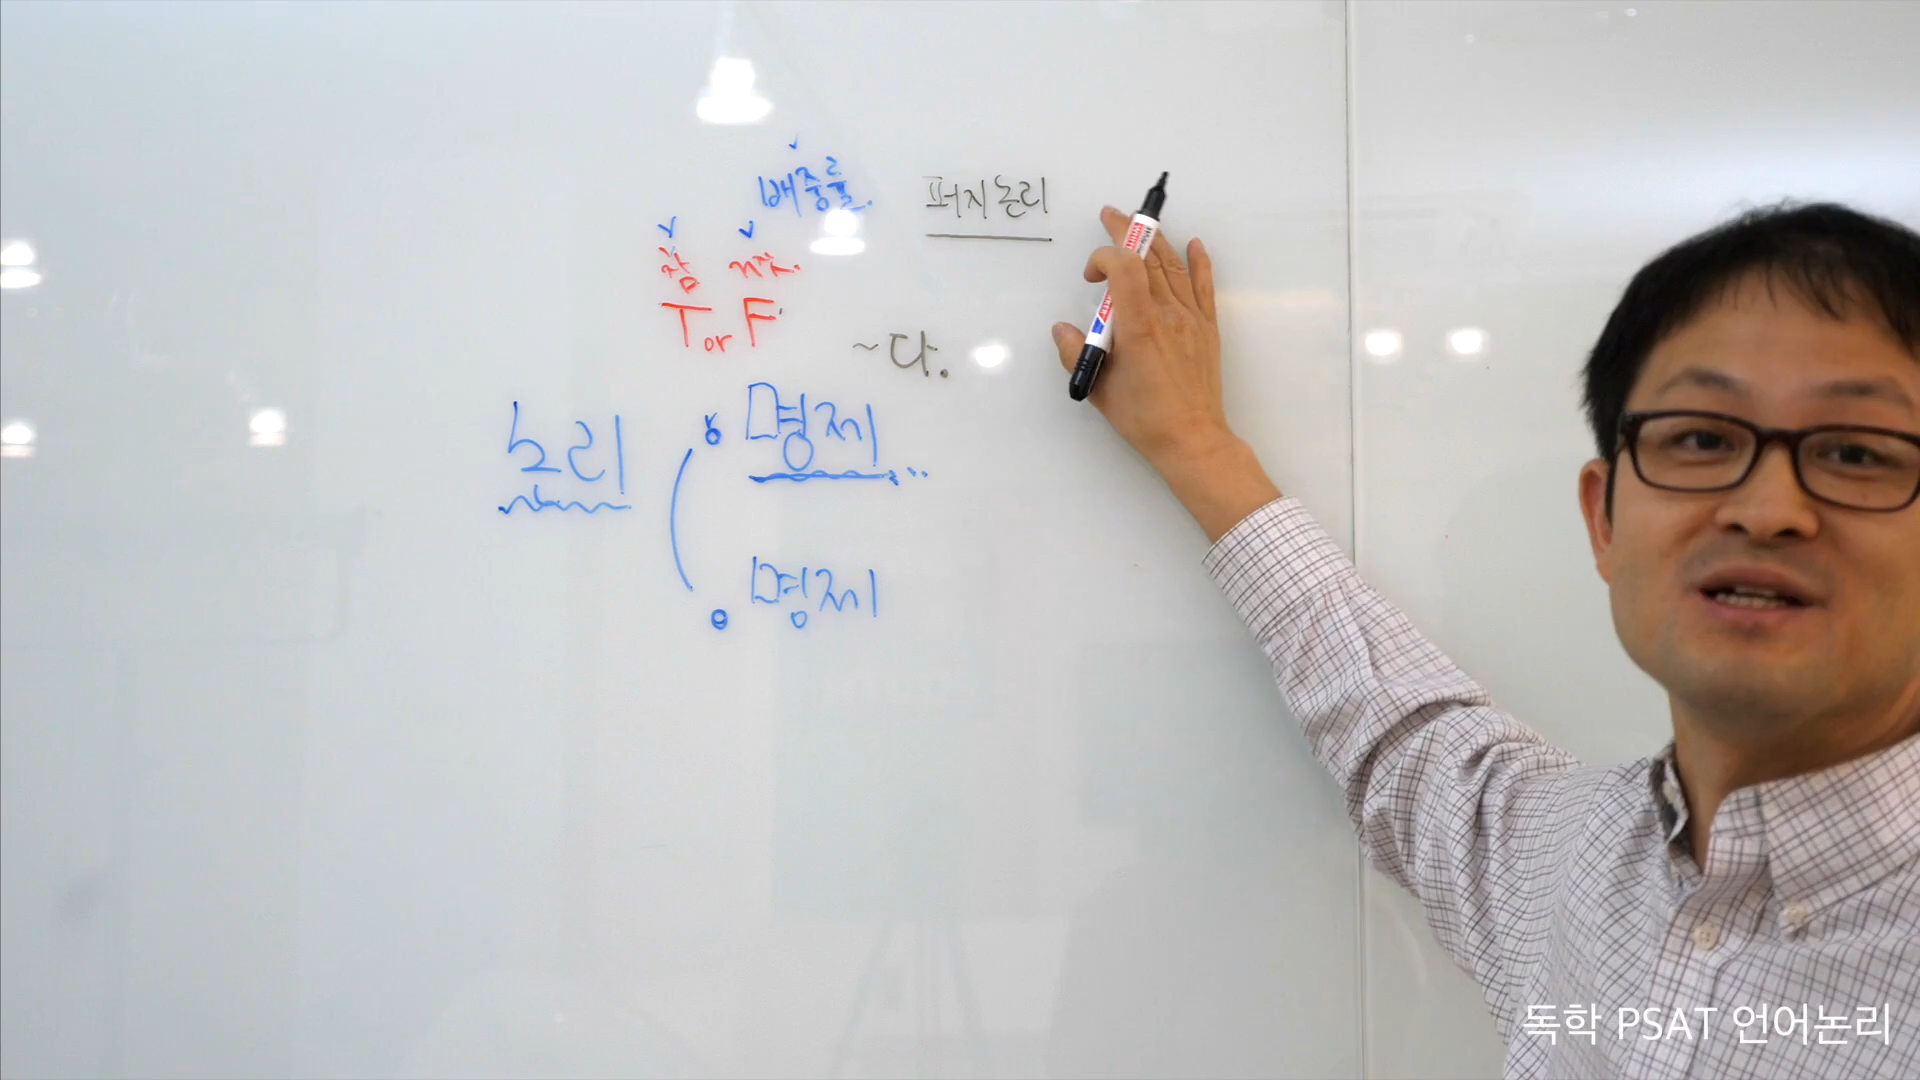 배중률.
퍼지논리
참 거짓.
T or F
~다.
논리
명제
명제
독학 PSAT 언어논리